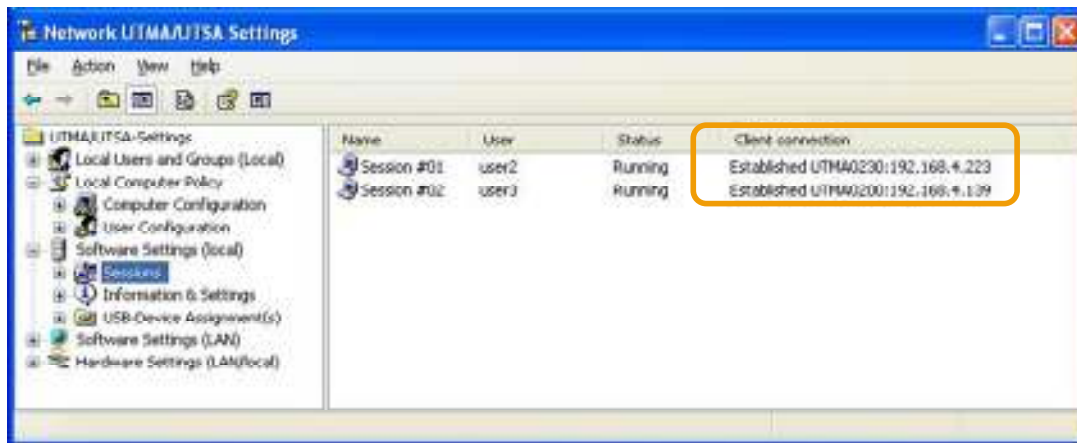 Network UTMA/UTSA Settings
File Action View Help
UTMA/UTSA-Settings
Local Users and Groups (Local)
Local Computer Policy
Computer Configuration
User Configuration
Software Settings (local)
Sessions
Information & Settings
USB-Device Assignment(s)
Software Settings (LAN)
Hardware Settings (LAN/local)
Name User Status Client connection
Session #01 user2 Running Established UTMA0230:192.168.4.223
Session #02 user3 Running Established UTMA0200:192.168.4.139